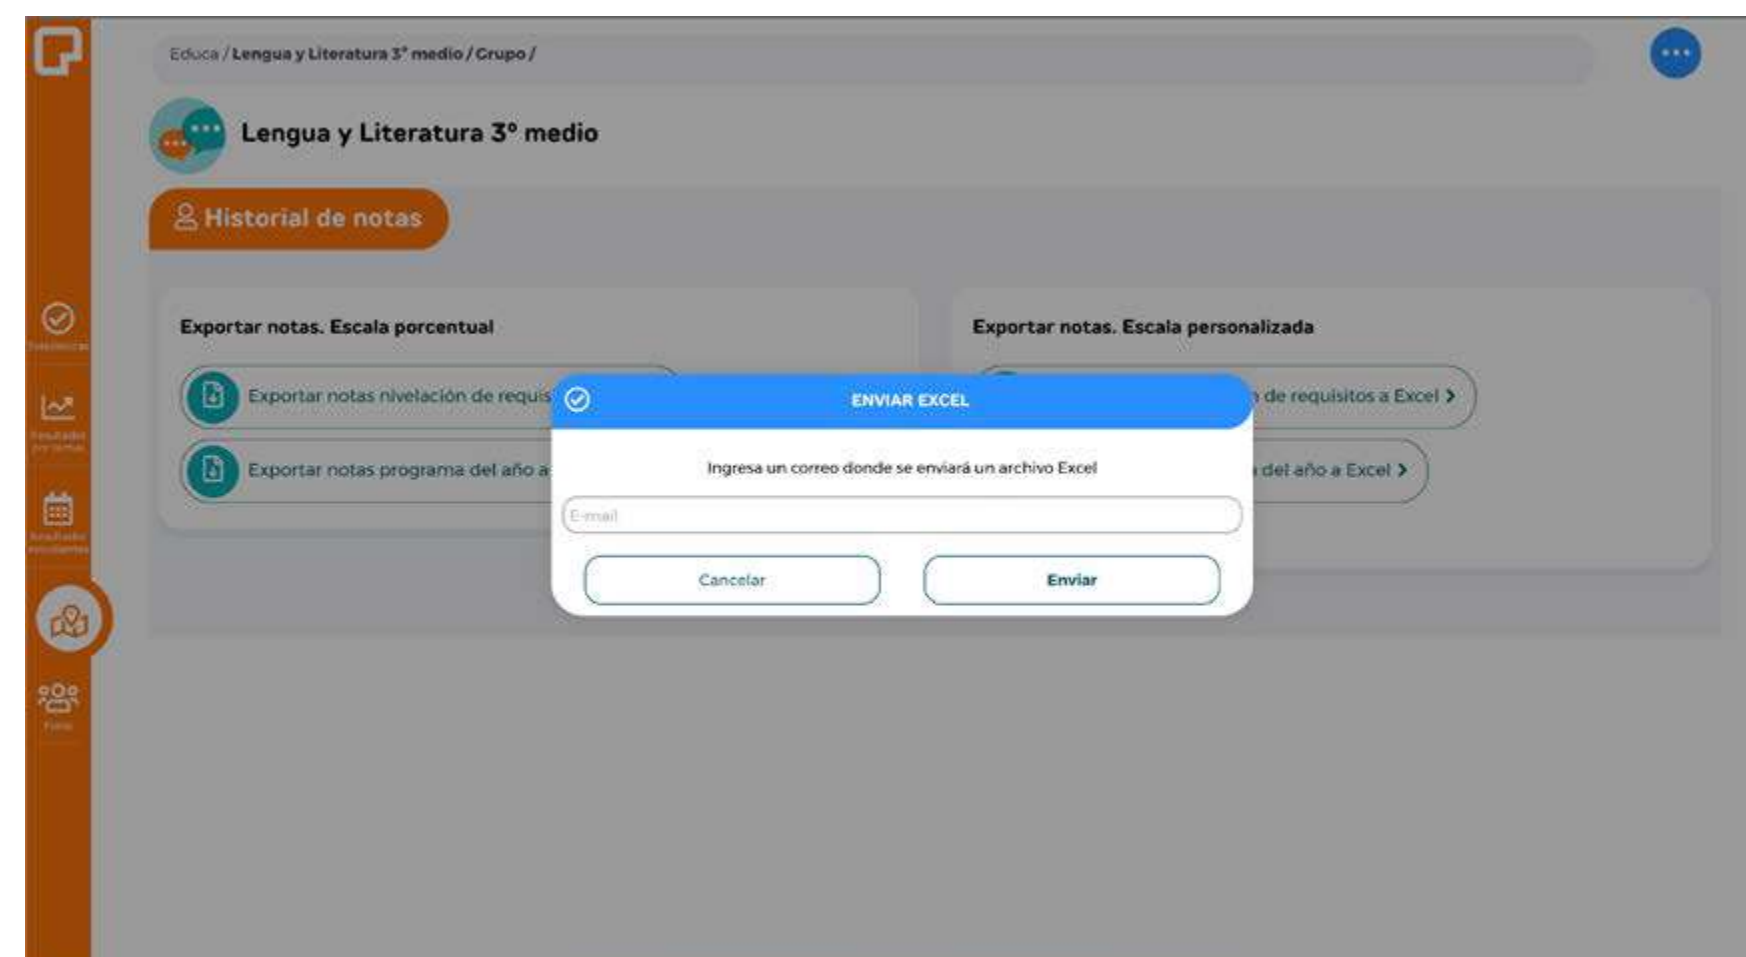 Educa / Lengua y Literatura 3° medio / Grupo /
Lengua y Literatura 3° medio
Historial de notas
Exportar notas. Escala porcentual
Exportar notas nivelación de requis
Exportar notas programa del año a
Exportar notas. Escala personalizada
de requisitos a Excel >
del año a Excel >
ENVIAR EXCEL
Ingresa un correo donde se enviará un archivo Excel
E-mail
Cancelar
Enviar